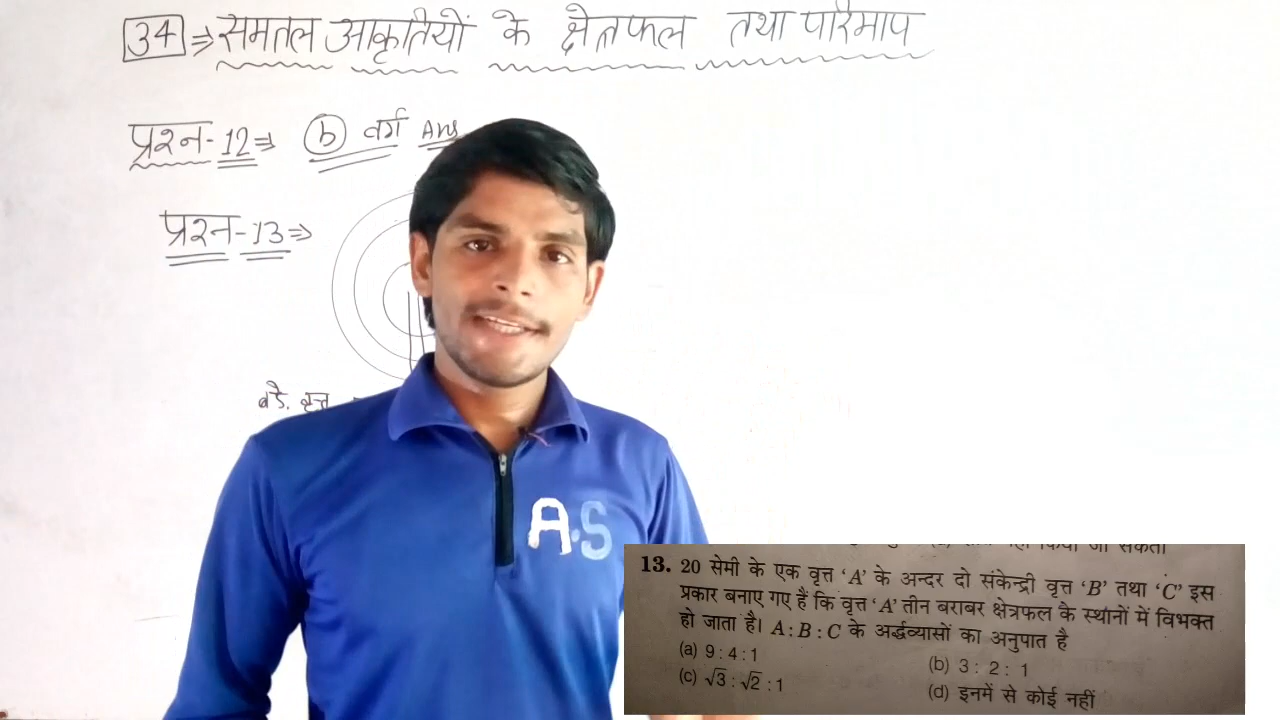 34 ⇒ समतल आकृतियों के क्षेत्रफल तथा परिमाप
प्रश्न-12 ⇒ (b) वर्ग Ans
प्रश्न-13 ⇒
बड़े वृत्त
A.S
13. 20 सेमी के एक वृत्त ‘A’ के अन्दर दो संकेन्द्री वृत्त ‘B’ तथा ‘C’ इस
प्रकार बनाए गए हैं कि वृत्त ‘A’ तीन बराबर क्षेत्रफल के स्थानों में विभक्त
हो जाता है। A : B : C के अर्द्धव्यासों का अनुपात है
(a) 9 : 4 : 1
(b) 3 : 2 : 1
(c) √3 : √2 : 1
(d) इनमें से कोई नहीं